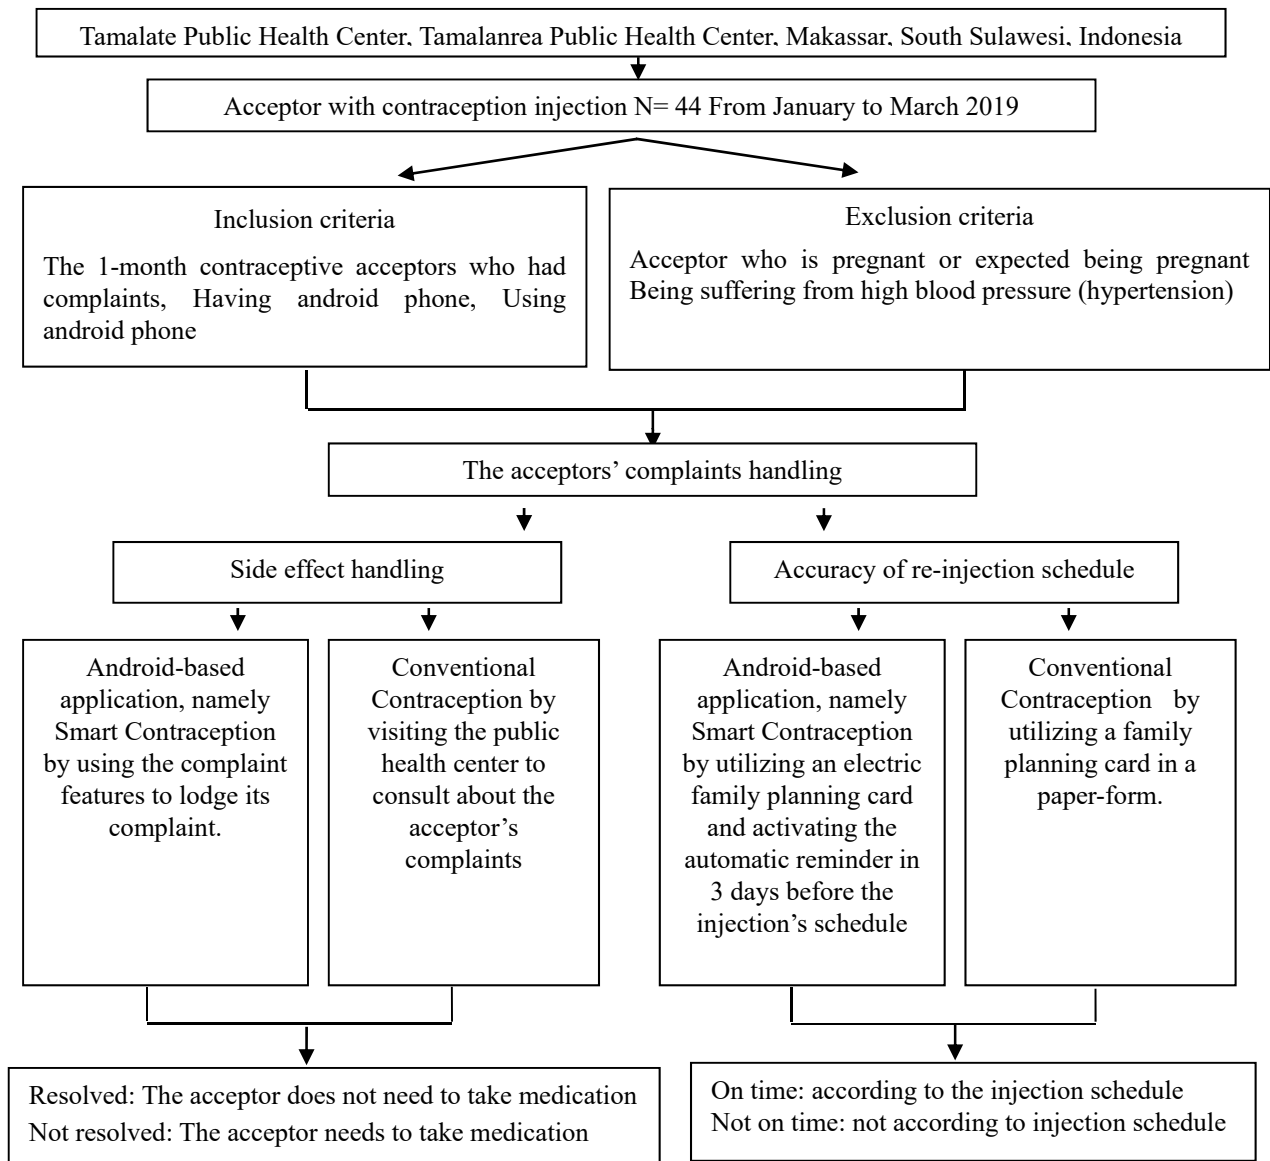 Tamalate Public Health Center, Tamalanrea Public Health Center, Makassar, South Sulawesi, Indonesia
Acceptor with contraception injection N= 44 From January to March 2019
Inclusion criteria
The 1-month contraceptive acceptors who had
complaints, Having android phone, Using
android phone
Exclusion criteria
Acceptor who is pregnant or expected being pregnant
Being suffering from high blood pressure (hypertension)
The acceptors’ complaints handling
Side effect handling
Accuracy of re-injection schedule
Android-based
application, namely
Smart Contraception
by using the complaint
features to lodge its
complaint.
Conventional
Contraception by
visiting the public
health center to
consult about the
acceptor’s
complaints
Android-based
application, namely
Smart Contraception
by utilizing an electric
family planning card
and activating the
automatic reminder in
3 days before the
injection’s schedule
Conventional
Contraception by
utilizing a family
planning card in a
paper-form.
Resolved: The acceptor does not need to take medication
Not resolved: The acceptor needs to take medication
On time: according to the injection schedule
Not on time: not according to injection schedule